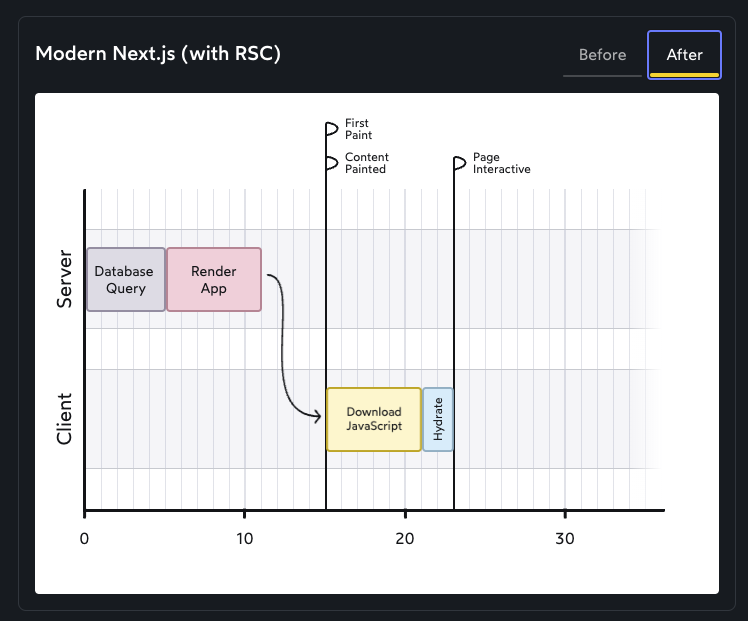 Modern Next.js (with RSC)
Before
After
First
Paint
Content
Painted
Page
Interactive
Server
Database
Query
Render
App
Client
Download
JavaScript
Hydrate
0
10
20
30